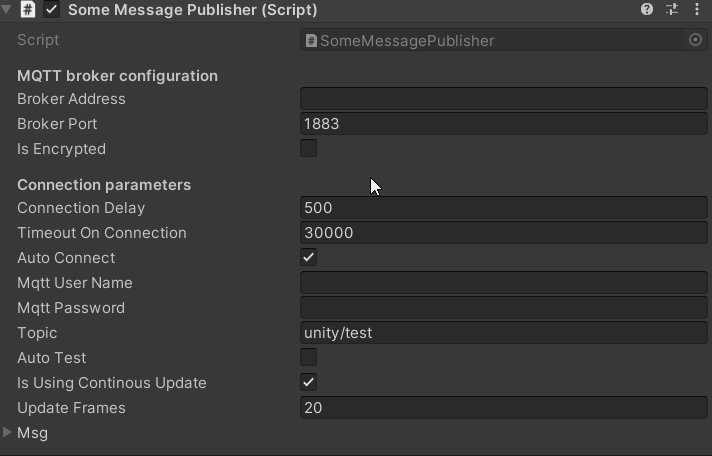 Some Message Publisher (Script)
Script SomeMessagePublisher
MQTT broker configuration
Broker Address
Broker Port 1883
Is Encrypted
Connection parameters
Connection Delay 500
Timeout On Connection 30000
Auto Connect
Mqtt User Name
Mqtt Password
Topic unity/test
Auto Test
Is Using Continous Update
Update Frames 20
Msg